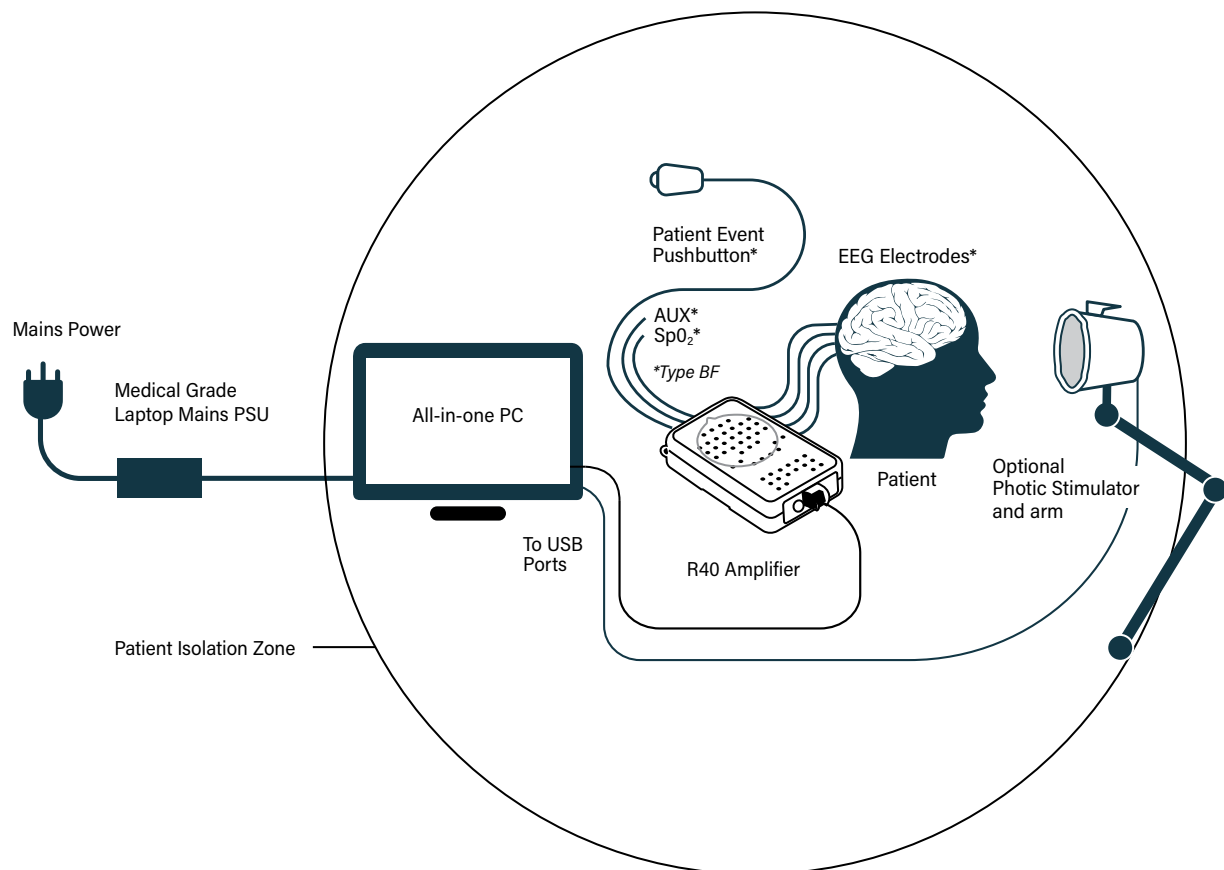 Patient Event
Pushbutton*
EEG Electrodes*
AUX*
SpO₂*
*Type BF
Mains Power
Medical Grade
Laptop Mains PSU
All-in-one PC
Patient
Optional
Photic Stimulator
and arm
To USB
Ports
R40 Amplifier
Patient Isolation Zone